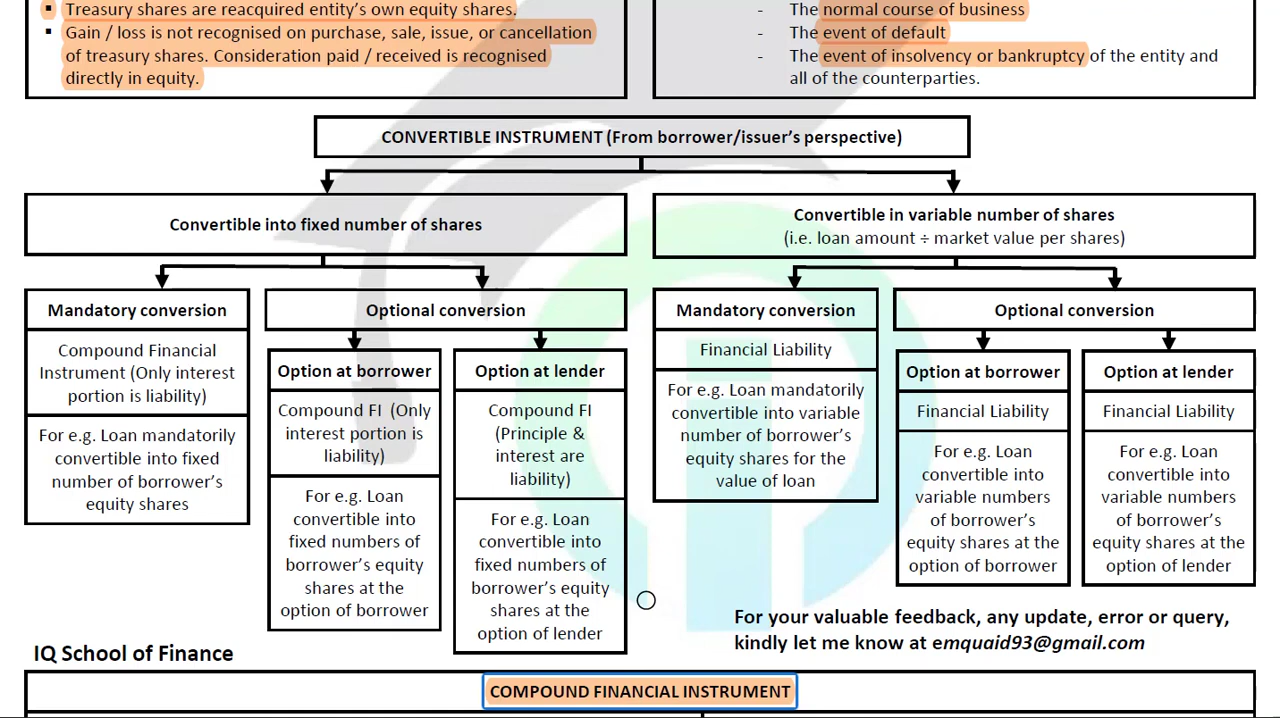 ▪ Treasury shares are reacquired entity’s own equity shares.
▪ Gain / loss is not recognised on purchase, sale, issue, or cancellation
of treasury shares. Consideration paid / received is recognised
directly in equity.
- The normal course of business
- The event of default
- The event of insolvency or bankruptcy of the entity and
all of the counterparties.
CONVERTIBLE INSTRUMENT (From borrower/issuer’s perspective)
Convertible into fixed number of shares
Convertible in variable number of shares
(i.e. loan amount ÷ market value per shares)
Mandatory conversion
Compound Financial
Instrument (Only interest
portion is liability)
For e.g. Loan mandatorily
convertible into fixed
number of borrower’s
equity shares
Optional conversion
Option at borrower
Compound FI (Only
interest portion is
liability)
For e.g. Loan
convertible into
fixed numbers of
borrower’s equity
shares at the
option of borrower
Option at lender
Compound FI
(Principle &
interest are
liability)
For e.g. Loan
convertible into
fixed numbers of
borrower’s equity
shares at the
option of lender
Mandatory conversion
Financial Liability
For e.g. Loan mandatorily
convertible into variable
number of borrower’s
equity shares for the
value of loan
Optional conversion
Option at borrower
Financial Liability
For e.g. Loan
convertible into
variable numbers
of borrower’s
equity shares at the
option of borrower
Option at lender
Financial Liability
For e.g. Loan
convertible into
variable numbers
of borrower’s
equity shares at the
option of lender
For your valuable feedback, any update, error or query,
kindly let me know at emquaid93@gmail.com
IQ School of Finance
COMPOUND FINANCIAL INSTRUMENT